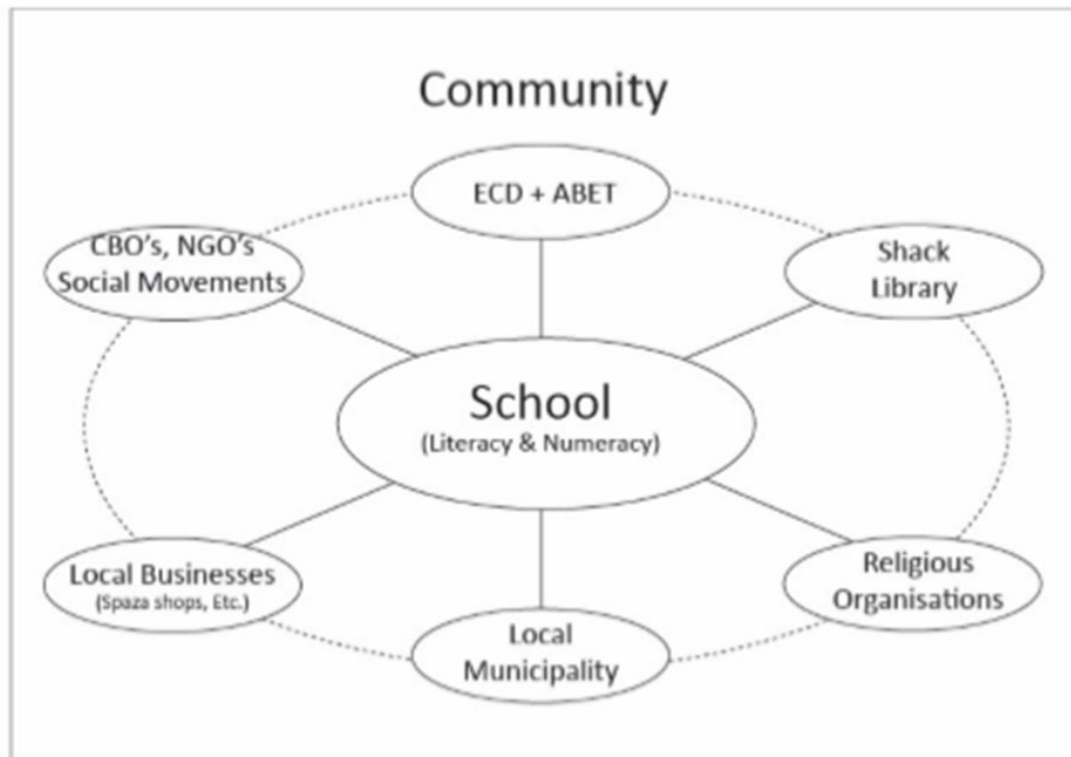 Community
ECD + ABET
CBO's, NGO's
Social Movements
Shack
Library
School
(Literacy & Numeracy)
Local Businesses
(Spaza shops, Etc.)
Religious
Organisations
Local
Municipality